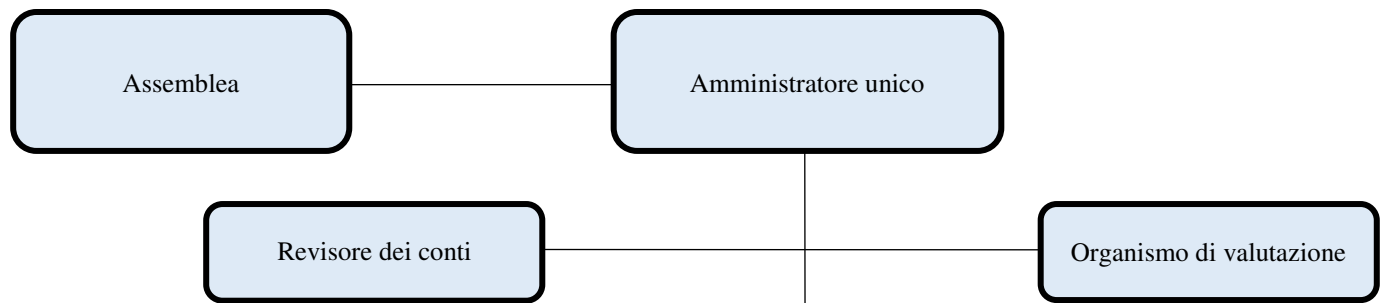 Assemblea
Amministratore unico
Revisore dei conti
Organismo di valutazione